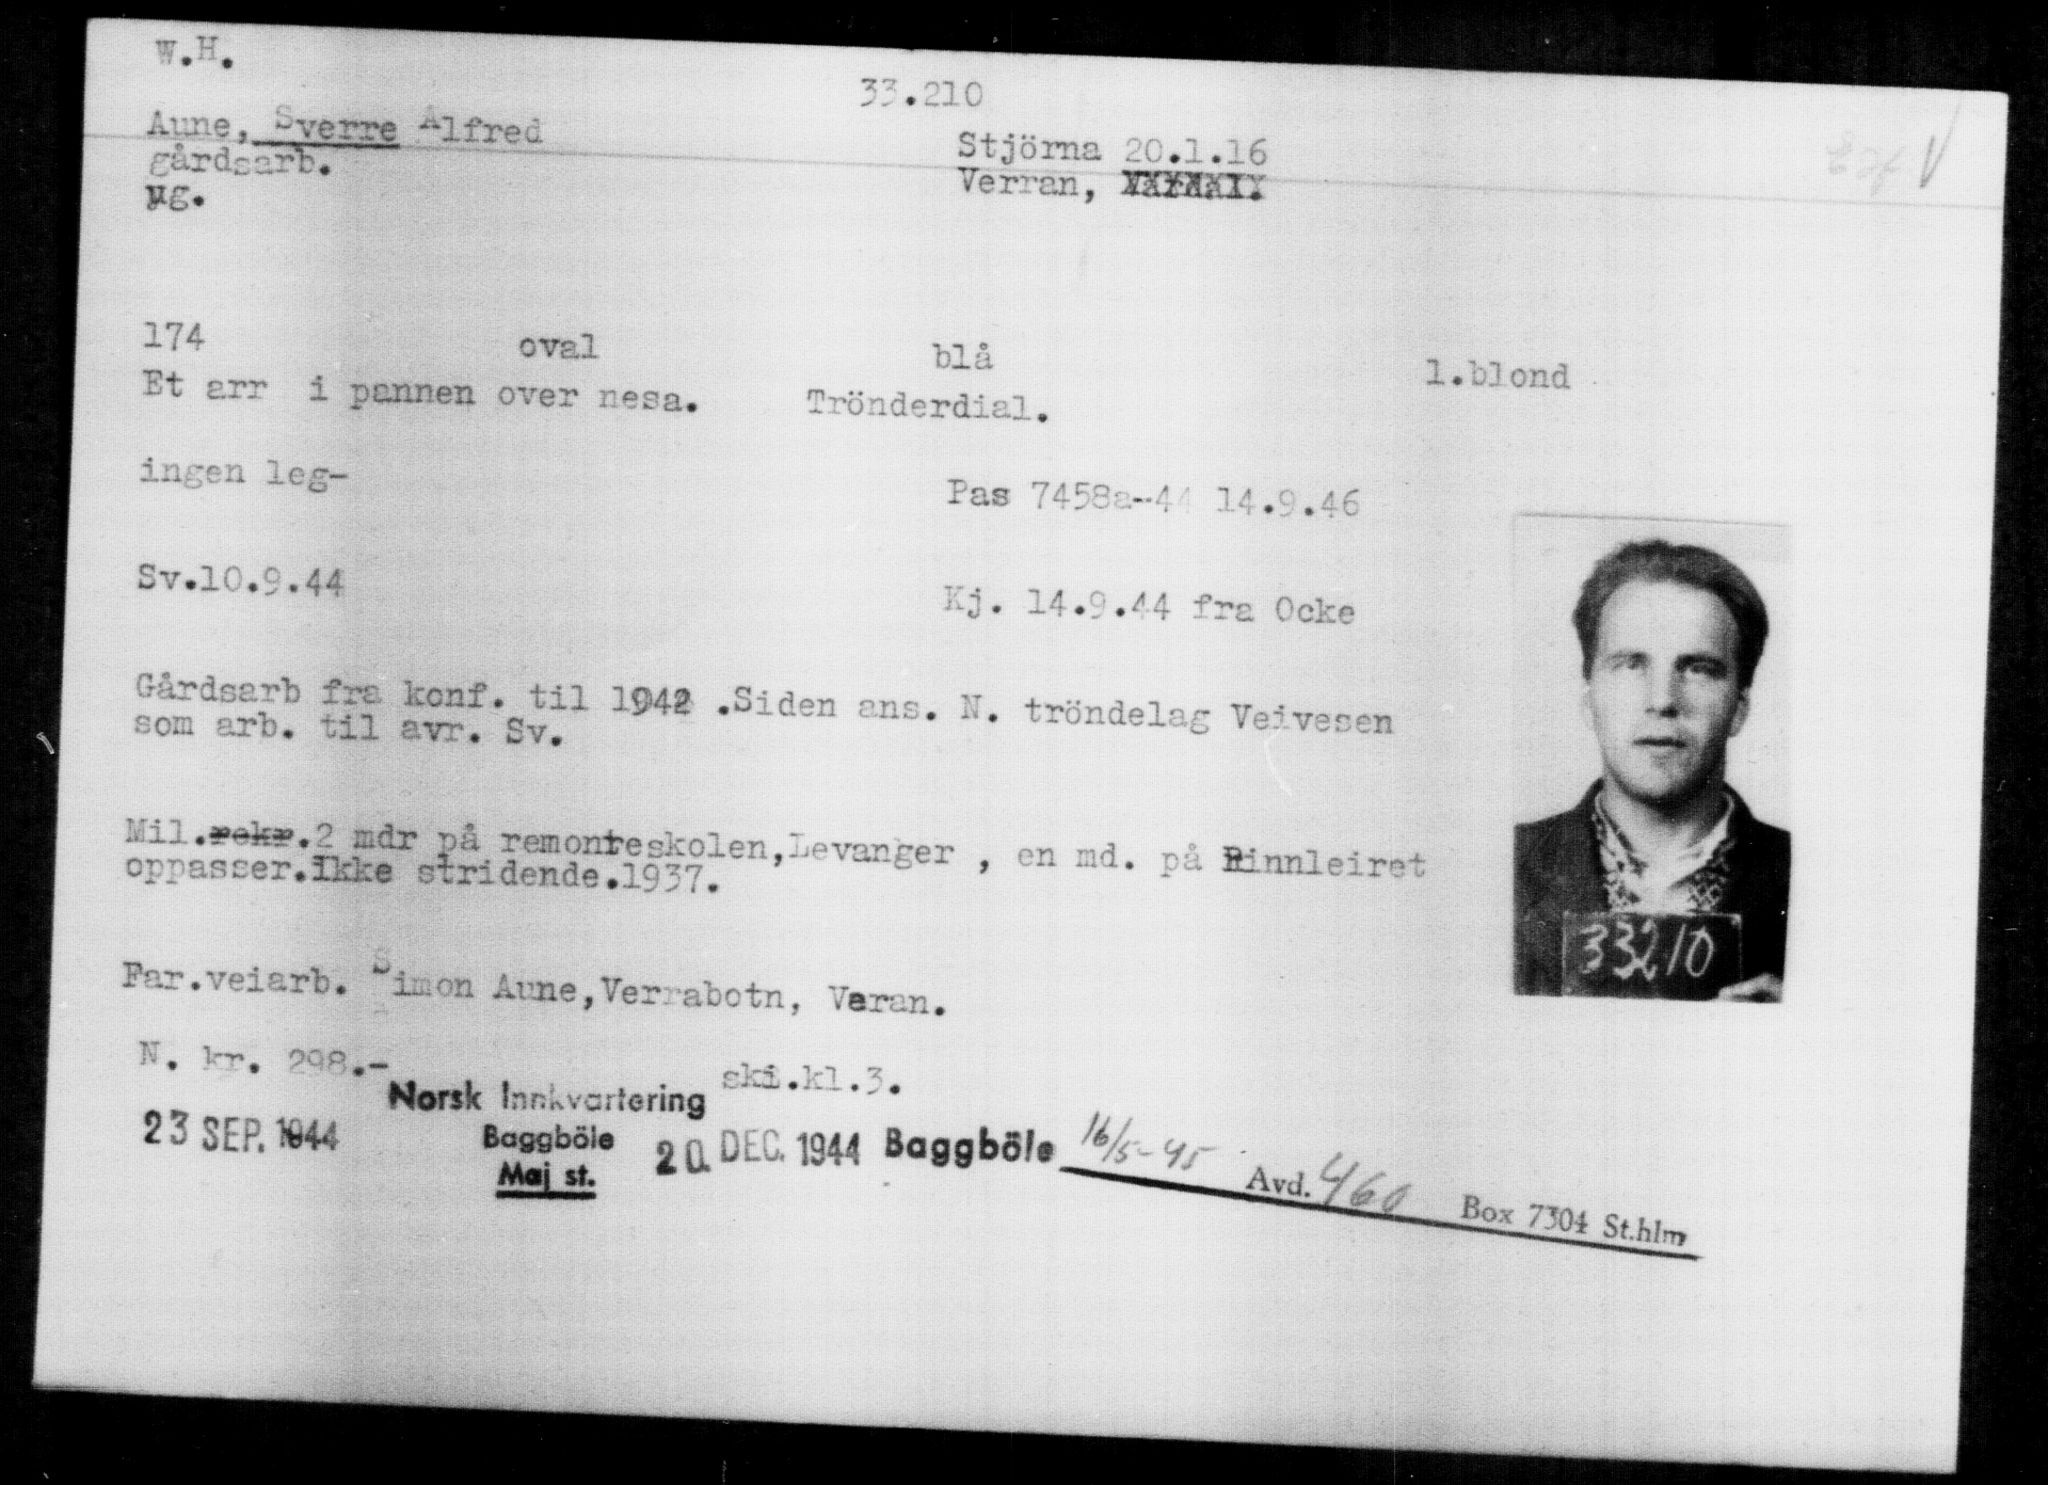 W.H.
33.210
Aune, Sverre Alfred
Stjörna 20.1.16
gårdsarb.
Verran,
ug.
174 oval blå l.blond
Et arr i pannen over nesa. Trönderdial.
ingen leg-
Pas 7458a-44 14.9.46
Sv.10.9.44
Kj. 14.9.44 fra Ocke
Gårdsarb fra konf. til 1942 .Siden ans. N. tröndelag Veivesen
som arb. til avr. Sv.
Mil.rekr.2 mdr på remonteskolen,Levanger , en md. på Rinnleiret
oppasser.ikke stridende.1937.
Far.veiarb. Simon Aune,Verrabotn, Veran.
N. kr. 298.-
ski.kl.3.
Norsk Innkvartering
Baggböle
Maj st.
23 SEP. 1944
20. DEC. 1944 Baggböle 16/5-45
Avd. 460 Box 7304 St.hlm
33210